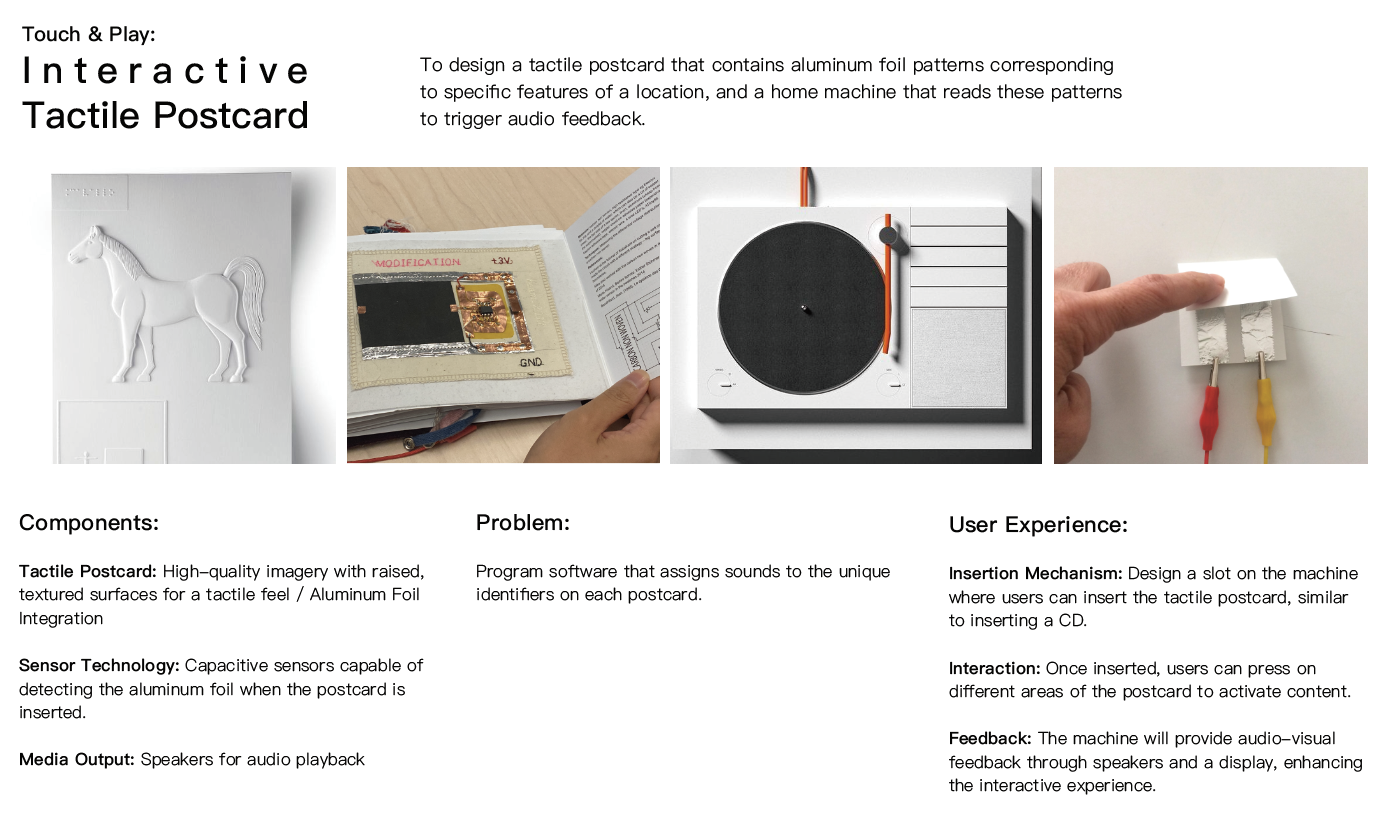 Touch & Play:
Interactive
Tactile Postcard
To design a tactile postcard that contains aluminum foil patterns corresponding
to specific features of a location, and a home machine that reads these patterns
to trigger audio feedback.
MODIFICATION
+3V
GND
CARBON NON WOVEN
Components:
Tactile Postcard: High–quality imagery with raised,
textured surfaces for a tactile feel / Aluminum Foil
Integration
Sensor Technology: Capacitive sensors capable of
detecting the aluminum foil when the postcard is
inserted.
Media Output: Speakers for audio playback
Problem:
Program software that assigns sounds to the unique
identifiers on each postcard.
User Experience:
Insertion Mechanism: Design a slot on the machine
where users can insert the tactile postcard, similar
to inserting a CD.
Interaction: Once inserted, users can press on
different areas of the postcard to activate content.
Feedback: The machine will provide audio–visual
feedback through speakers and a display, enhancing
the interactive experience.